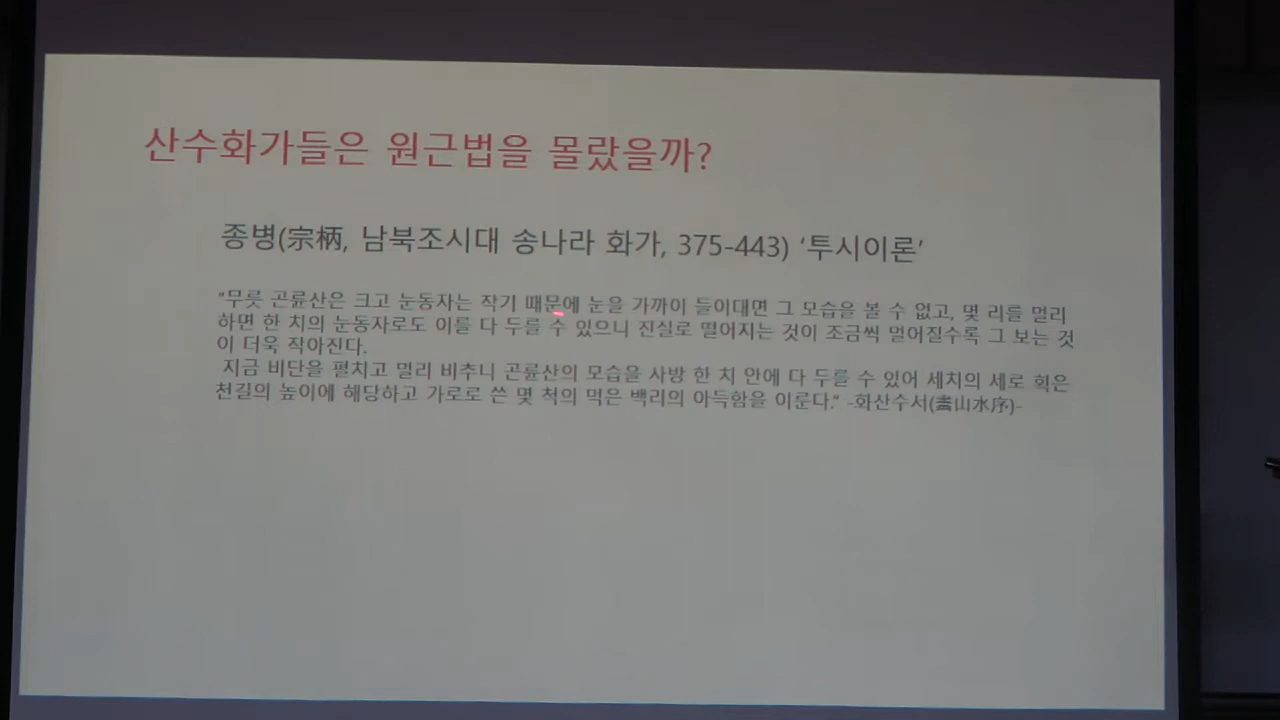 산수화가들은 원근법을 몰랐을까?
종병(宗柄, 남북조시대 송나라 화가, 375-443) ‘투시이론’
“무릇 곤륜산은 크고 눈동자는 작기 때문에 눈을 가까이 들이대면 그 모습을 볼 수 없고, 몇 리를 멀리
하면 한 치의 눈동자로도 이를 다 두를 수 있으니 진실로 떨어지는 것이 조금씩 멀어질수록 그 보는 것
이 더욱 작아진다.
지금 비단을 펼치고 멀리 비추니 곤륜산의 모습을 사방 한 치 안에 다 두를 수 있어 세치의 세로 획은
천길의 높이에 해당하고 가로로 쓴 몇 척의 먹은 백리의 아득함을 이룬다.” -화산수서(畵山水序)-